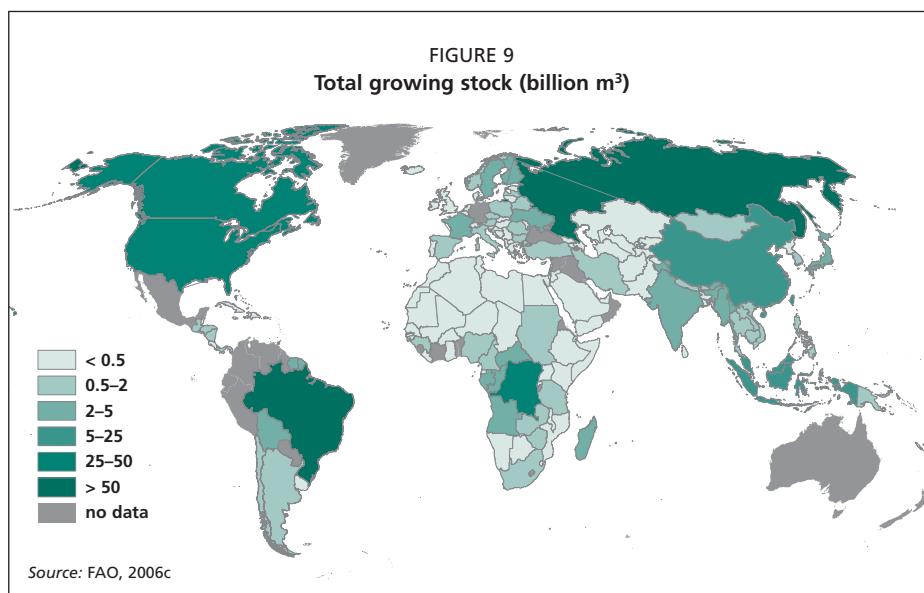 FIGURE 9
Total growing stock (billion m³)
< 0.5
0.5–2
2–5
5–25
25–50
> 50
no data
Source: FAO, 2006c